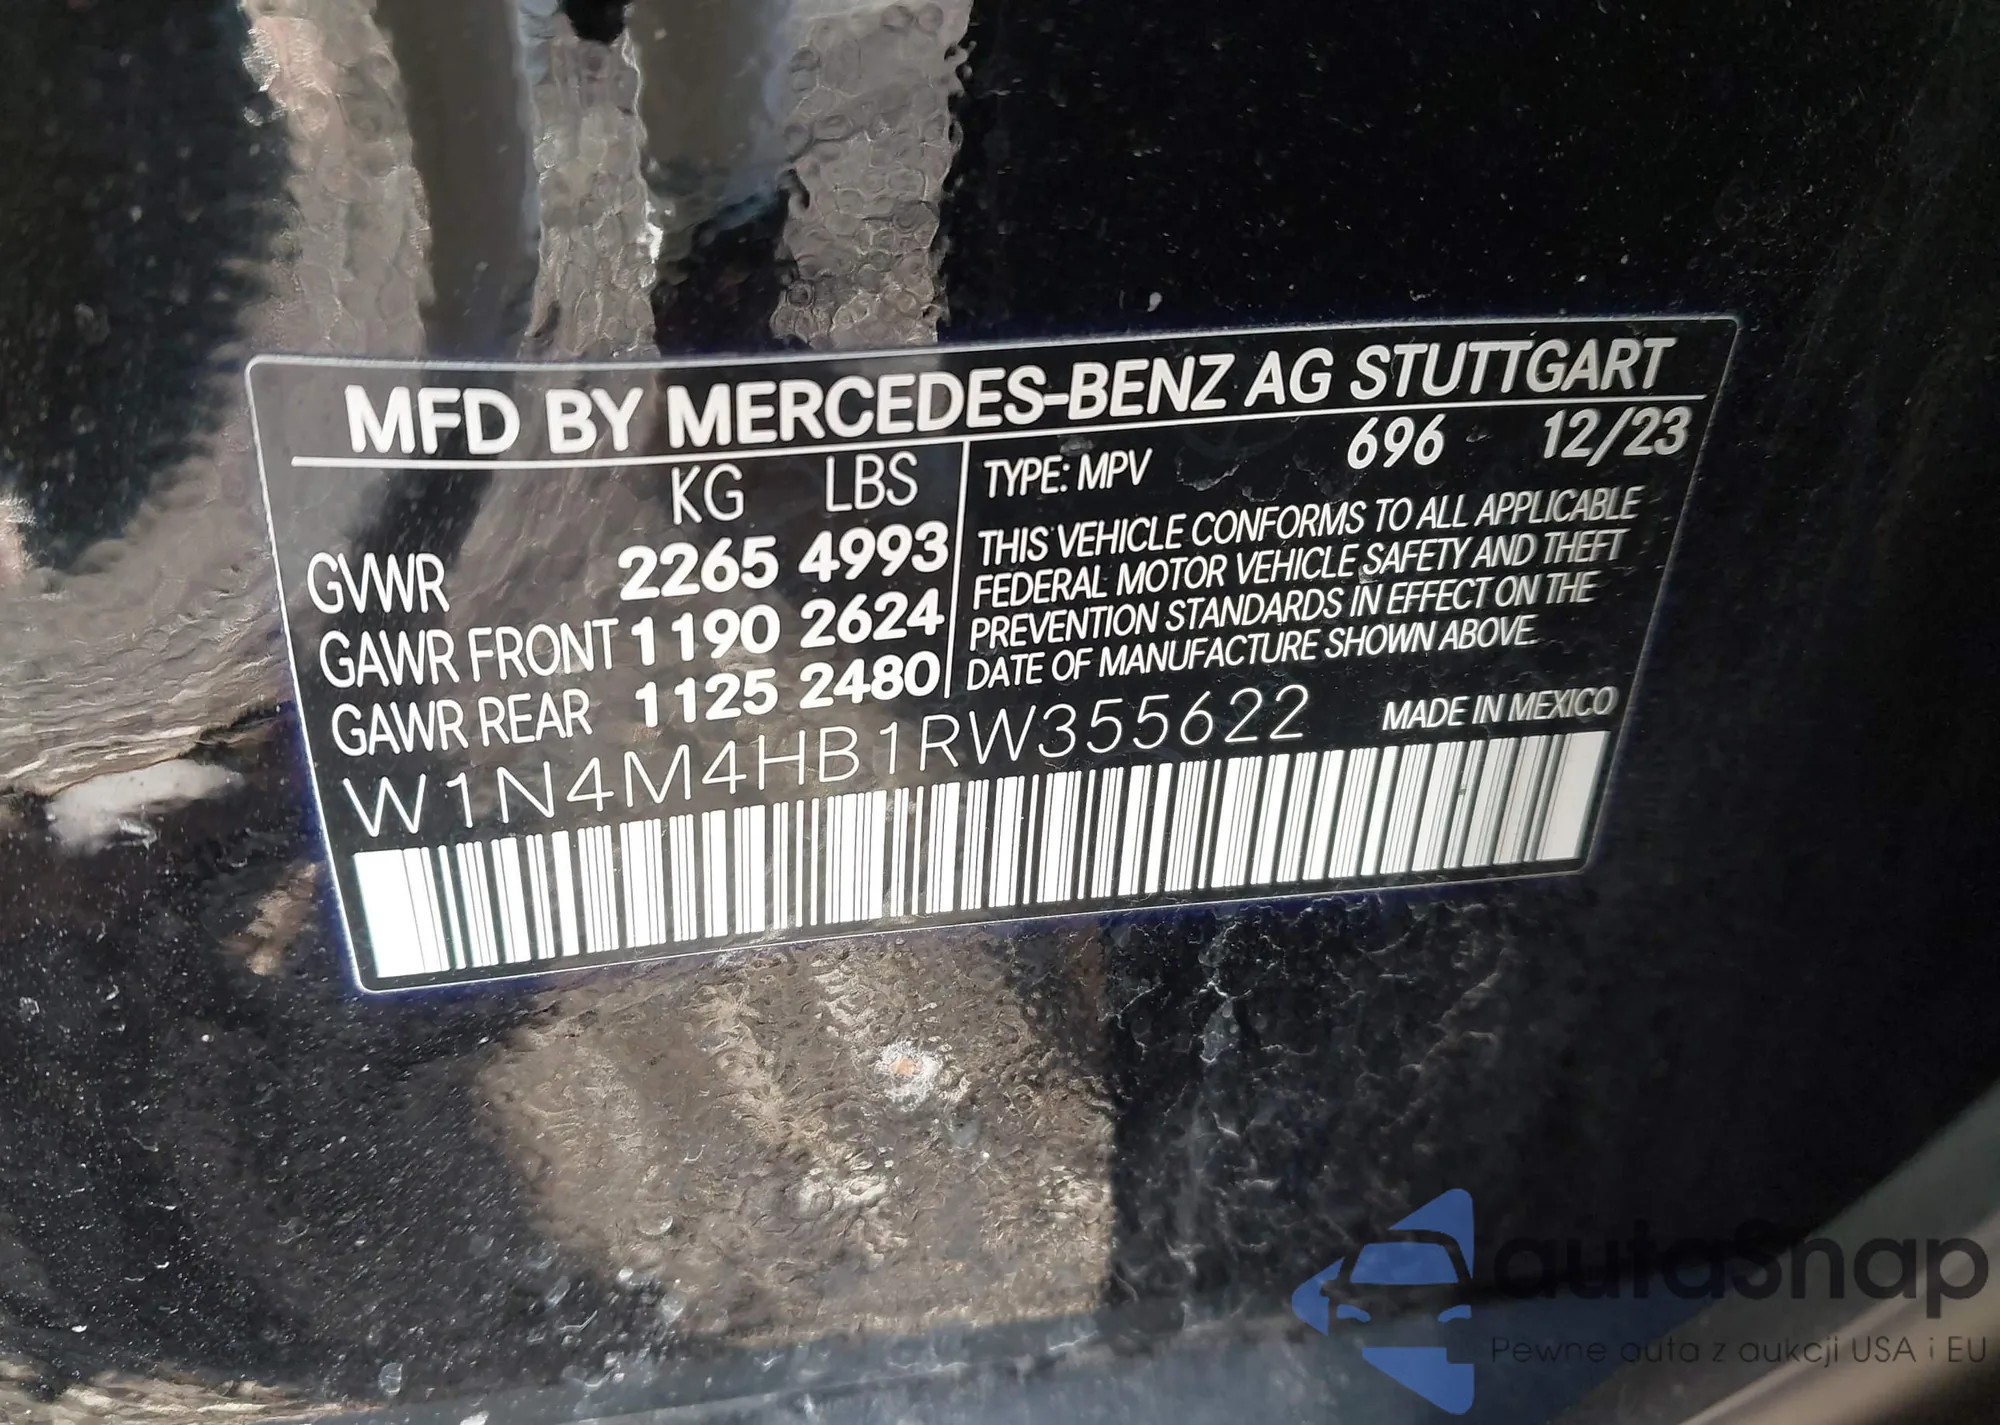 MFD BY MERCEDES-BENZ AG STUTTGART
KG LBS
GVWR 2265 4993
GAWR FRONT 1190 2624
GAWR REAR 1125 2480
TYPE: MPV 696 12/23
THIS VEHICLE CONFORMS TO ALL APPLICABLE
FEDERAL MOTOR VEHICLE SAFETY AND THEFT
PREVENTION STANDARDS IN EFFECT ON THE
DATE OF MANUFACTURE SHOWN ABOVE.
W1N4M4HB1RW355622 MADE IN MEXICO
autaSnap
Pewne auta z aukcji USA i EU